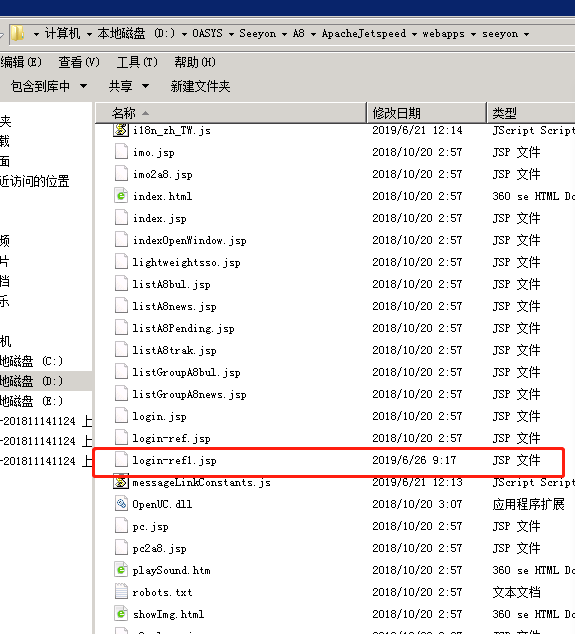 计算机 本地磁盘 (D:) OASYS Seeyon A8 ApacheJetspeed webapps seeyon
编辑(E) 查看(V) 工具(T) 帮助(H)
包含到库中 共享 新建文件夹
名称 修改日期 类型
i18n_zh_TW.js 2019/6/21 12:14 JScript Script
imo.jsp 2018/10/20 2:57 JSP 文件
imo2a8.jsp 2018/10/20 2:57 JSP 文件
index.html 2018/10/20 2:57 360 se HTML Do
index.jsp 2018/10/20 2:57 JSP 文件
indexOpenWindow.jsp 2018/10/20 2:57 JSP 文件
lightweightsso.jsp 2018/10/20 2:57 JSP 文件
listA8bul.jsp 2018/10/20 2:57 JSP 文件
listA8news.jsp 2018/10/20 2:57 JSP 文件
listA8Pending.jsp 2018/10/20 2:57 JSP 文件
listA8trak.jsp 2018/10/20 2:57 JSP 文件
listGroupA8bul.jsp 2018/10/20 2:57 JSP 文件
listGroupA8news.jsp 2018/10/20 2:57 JSP 文件
login.jsp 2018/10/20 2:57 JSP 文件
login-ref.jsp 2018/10/20 2:57 JSP 文件
login-ref1.jsp 2019/6/26 9:17 JSP 文件
messageLinkConstants.js 2019/6/21 12:13 JScript Script
OpenUC.dll 2018/10/20 3:07 应用程序扩展
pc.jsp 2018/10/20 2:57 JSP 文件
pc2a8.jsp 2018/10/20 2:57 JSP 文件
playSound.htm 2018/10/20 2:57 360 se HTML Do
robots.txt 2018/10/20 2:57 文本文档
showImg.html 2018/10/20 2:57 360 se HTML Do
夹
载
面
近访问的位置
频
片
档
乐
机
地磁盘 (C:)
地磁盘 (D:)
地磁盘 (E:)
-201811141124 上
-201811141124 上
-201811141124 上